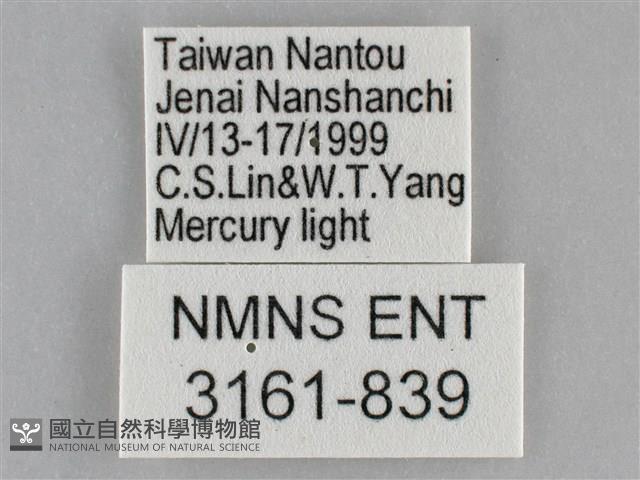 Taiwan Nantou
Jenai Nanshanchi
IV/13-17/1999
C.S.Lin&W.T.Yang
Mercury light
NMNS ENT
3161-839
國立自然科學博物館
NATIONAL MUSEUM OF NATURAL SCIENCE